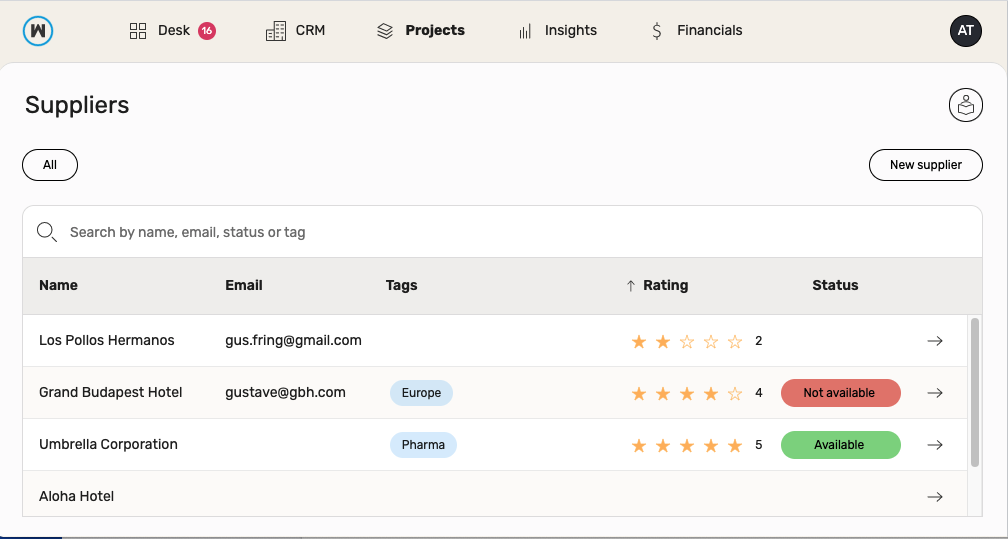 W Desk 16 CRM Projects Insights $ Financials AT
Suppliers
All New supplier
Search by name, email, status or tag
Name Email Tags ↑ Rating Status
Los Pollos Hermanos gus.fring@gmail.com 2
Grand Budapest Hotel gustave@gbh.com Europe 4 Not available
Umbrella Corporation Pharma 5 Available
Aloha Hotel